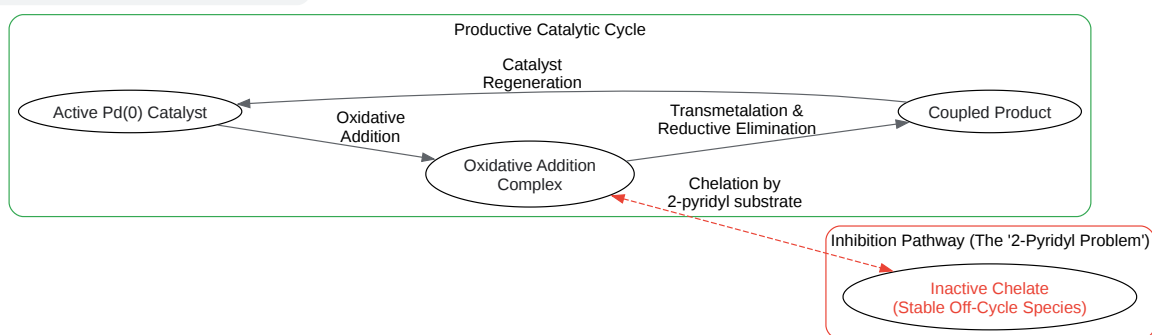 Productive Catalytic Cycle
Catalyst
Regeneration
Active Pd(0) Catalyst
Oxidative
Addition
Transmetalation &
Reductive Elimination
Coupled Product
Oxidative Addition
Complex
Chelation by
2-pyridyl substrate
Inhibition Pathway (The '2-Pyridyl Problem')
Inactive Chelate
(Stable Off-Cycle Species)